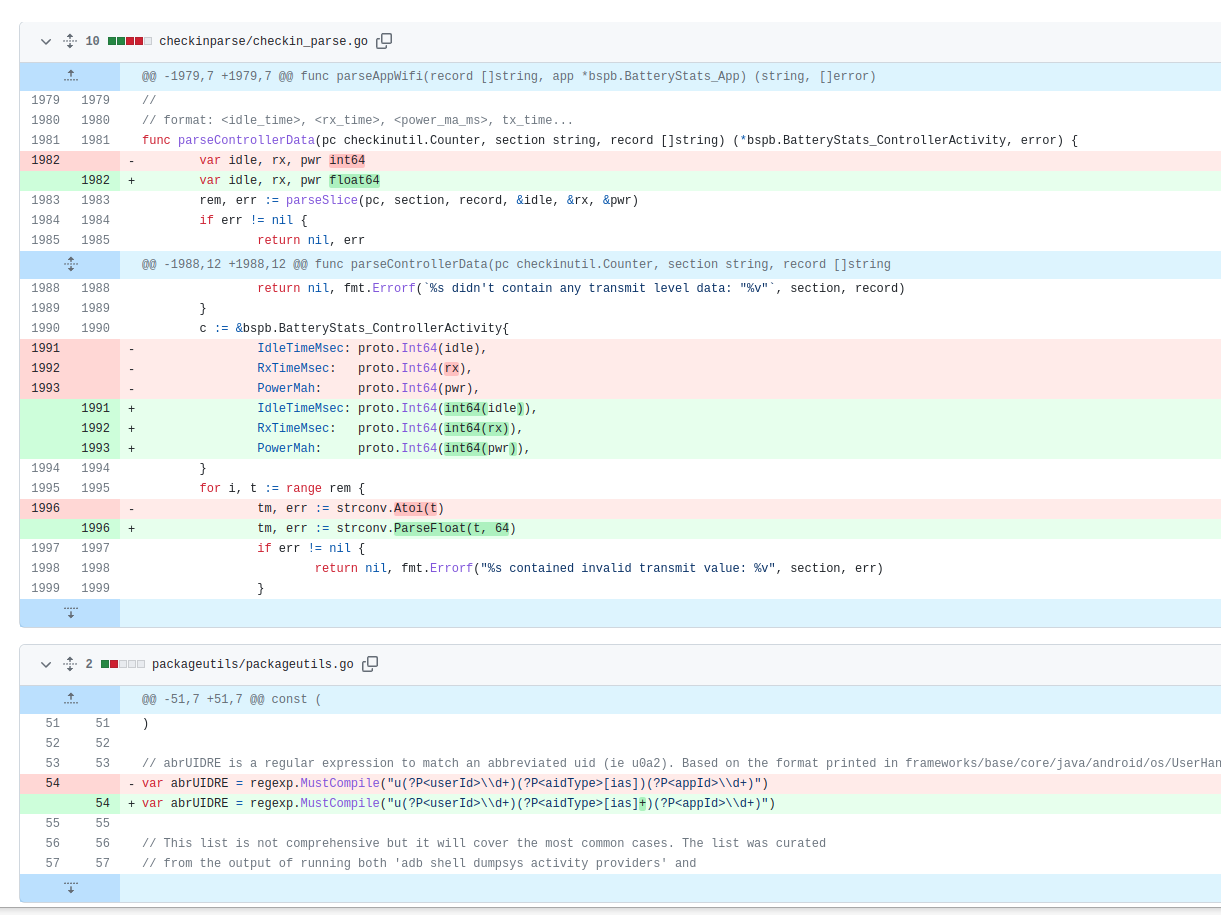 10 checkinparse/checkin_parse.go
@@ -1979,7 +1979,7 @@ func parseAppWifi(record []string, app *bspb.BatteryStats_App) (string, []error)
1979 1979 //
1980 1980 // format: <idle_time>, <rx_time>, <power_ma_ms>, tx_time...
1981 1981 func parseControllerData(pc checkinutil.Counter, section string, record []string) (*bspb.BatteryStats_ControllerActivity, error) {
1982 - var idle, rx, pwr int64
1982 + var idle, rx, pwr float64
1983 1983 rem, err := parseSlice(pc, section, record, &idle, &rx, &pwr)
1984 1984 if err != nil {
1985 1985 return nil, err
@@ -1988,12 +1988,12 @@ func parseControllerData(pc checkinutil.Counter, section string, record []string
1988 1988 return nil, fmt.Errorf(`%s didn't contain any transmit level data: "%v"`, section, record)
1989 1989 }
1990 1990 c := &bspb.BatteryStats_ControllerActivity{
1991 - IdleTimeMsec: proto.Int64(idle),
1992 - RxTimeMsec: proto.Int64(rx),
1993 - PowerMah: proto.Int64(pwr),
1991 + IdleTimeMsec: proto.Int64(int64(idle)),
1992 + RxTimeMsec: proto.Int64(int64(rx)),
1993 + PowerMah: proto.Int64(int64(pwr)),
1994 1994 }
1995 1995 for i, t := range rem {
1996 - tm, err := strconv.Atoi(t)
1996 + tm, err := strconv.ParseFloat(t, 64)
1997 1997 if err != nil {
1998 1998 return nil, fmt.Errorf("%s contained invalid transmit value: %v", section, err)
1999 1999 }
2 packageutils/packageutils.go
@@ -51,7 +51,7 @@ const (
51 51 )
52 52
53 53 // abrUIDRE is a regular expression to match an abbreviated uid (ie u0a2). Based on the format printed in frameworks/base/core/java/android/os/UserHan
54 - var abrUIDRE = regexp.MustCompile("u(?P<userId>\\d+)(?P<aidType>[ias])(?P<appId>\\d+)")
54 + var abrUIDRE = regexp.MustCompile("u(?P<userId>\\d+)(?P<aidType>[ias]+)(?P<appId>\\d+)")
55 55
56 56 // This list is not comprehensive but it will cover the most common cases. The list was curated
57 57 // from the output of running both 'adb shell dumpsys activity providers' and